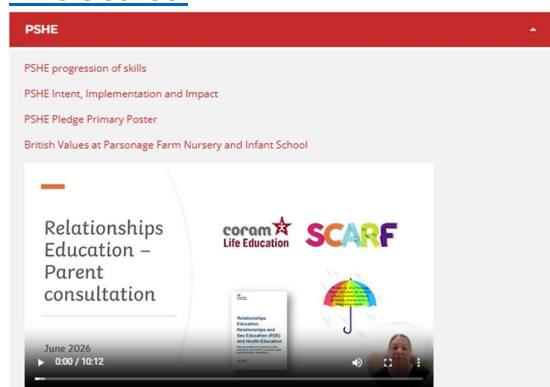 PSHE
PSHE progression of skills
PSHE Intent, Implementation and Impact
PSHE Pledge Primary Poster
British Values at Parsonage Farm Nursery and Infant School
Relationships
Education –
Parent
consultation
coram
Life Education
SCARF
Relationships
Education,
Relationships and
Sex Education (RSE)
and Health Education
June 2026
0:00 / 10:12